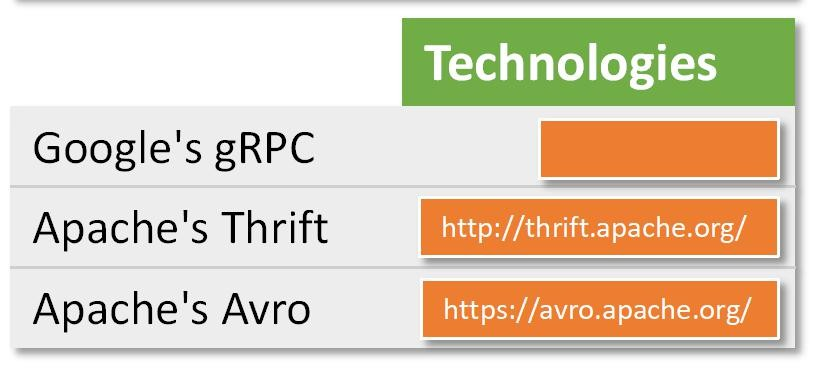 Technologies
Google's gRPC
Apache's Thrift http://thrift.apache.org/
Apache's Avro https://avro.apache.org/